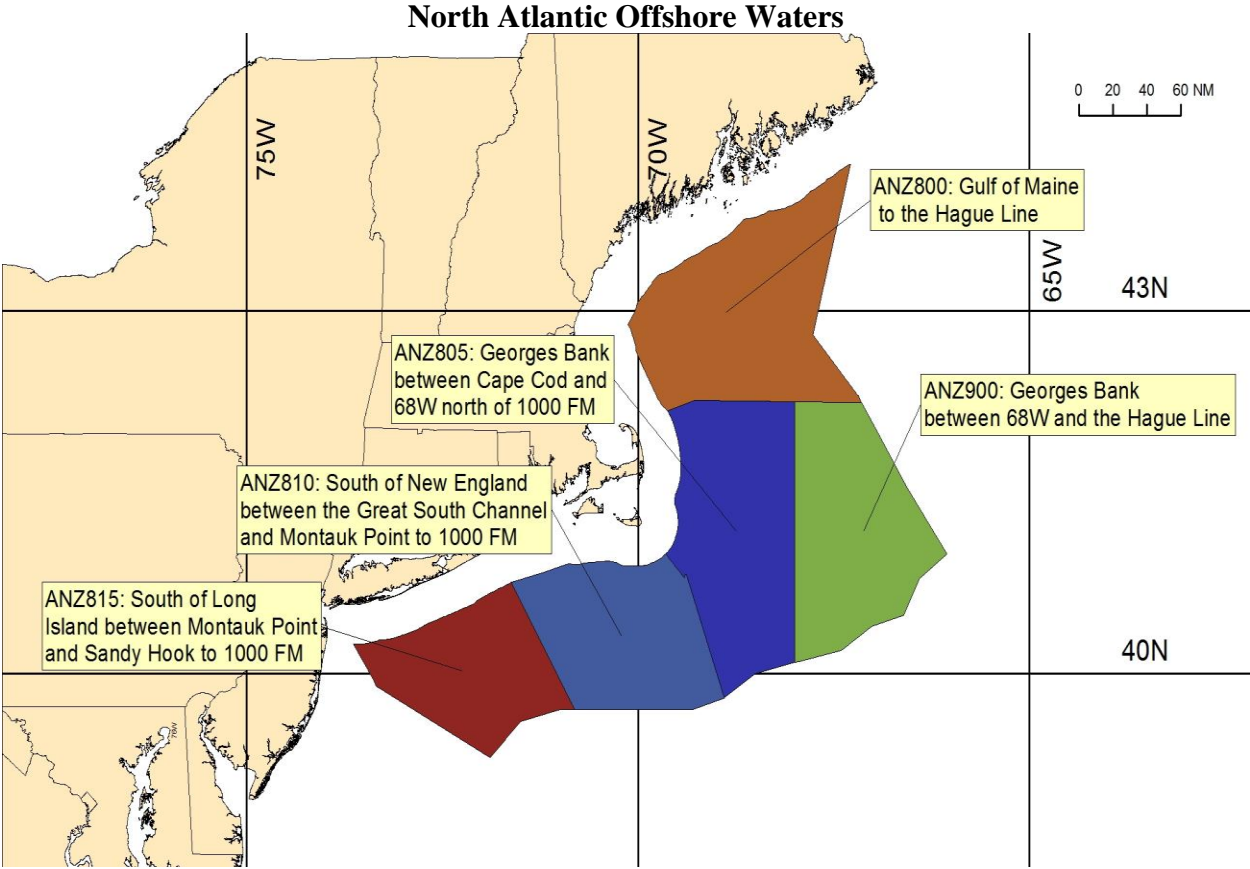 North Atlantic Offshore Waters
0 20 40 60 NM
75W
70W
ANZ800: Gulf of Maine
to the Hague Line
65W
43N
ANZ805: Georges Bank
between Cape Cod and
68W north of 1000 FM
ANZ900: Georges Bank
between 68W and the Hague Line
ANZ810: South of New England
between the Great South Channel
and Montauk Point to 1000 FM
ANZ815: South of Long
Island between Montauk Point
and Sandy Hook to 1000 FM
40N